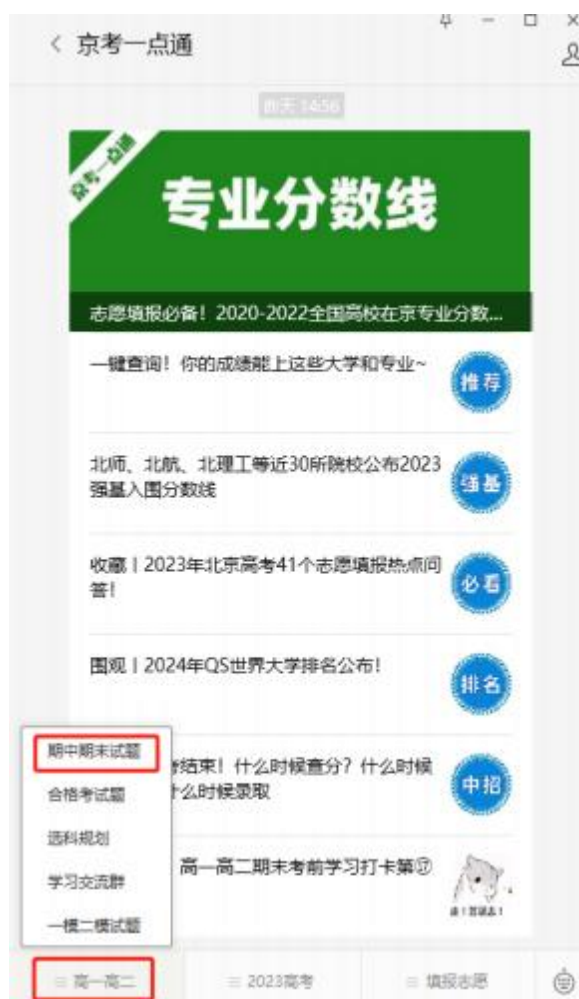 京考一点通
昨天 14:56
京考一点通
专业分数线
志愿填报必备！2020-2022全国高校在京专业分数...
一键查询！你的成绩能上这些大学和专业~
推荐
北师、北航、北理工等近30所院校公布2023
强基入围分数线
强基
收藏丨2023年北京高考41个志愿填报热点问
答！
必看
围观丨2024年QS世界大学排名公布！
排名
考结束！什么时候查分？什么时候
什么时候录取
中招
高一高二期末考前学习打卡第⑰
期中期末试题
合格考试题
选科规划
学习交流群
一模二模试题
高一高二
2023高考
填报志愿